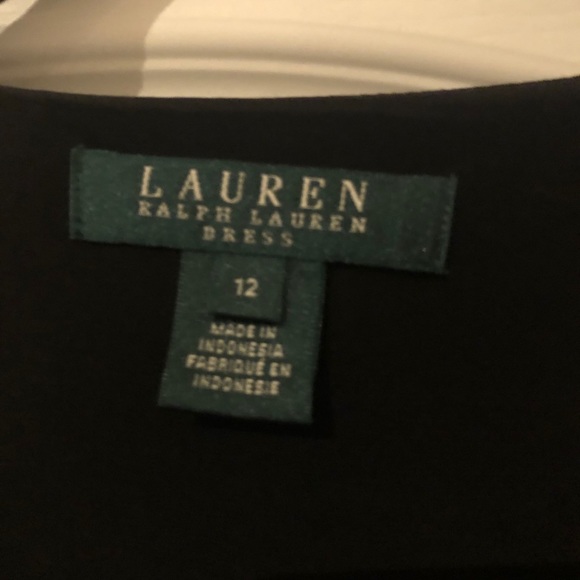 LAUREN
RALPH LAUREN
DRESS
12
MADE IN
INDONESIA
FABRIQUÉ EN
INDONESIE